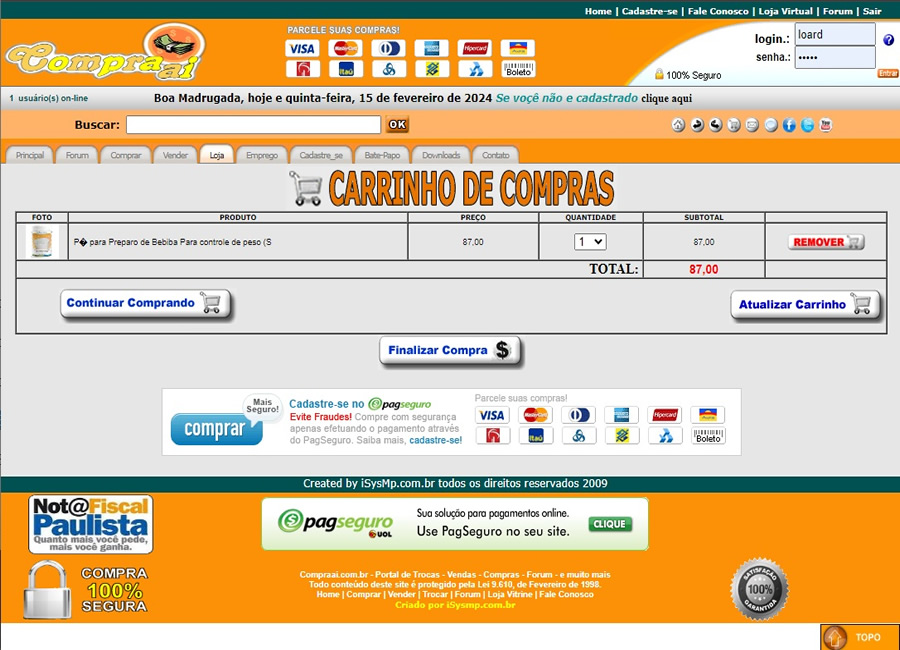 Home | Cadastre-se | Fale Conosco | Loja Virtual | Forum | Sair
Compraai
PARCELE SUAS COMPRAS!
VISA MasterCard Hipercard
Itaú Boleto
login.: loard
senha.: •••••
?
100% Seguro
Entrar
1 usuário(s) on-line
Boa Madrugada, hoje e quinta-feira, 15 de fevereiro de 2024 Se voçê não e cadastrado clique aqui
Buscar: OK
Principal Forum Comprar Vender Loja Emprego Cadastre_se Bate-Papo Downloads Contato
CARRINHO DE COMPRAS
FOTO PRODUTO PREÇO QUANTIDADE SUBTOTAL
P� para Preparo de Bebiba Para controle de peso (S 87,00 1 87,00 REMOVER
TOTAL: 87,00
Continuar Comprando Atualizar Carrinho
Finalizar Compra $
Mais Seguro!
comprar
Cadastre-se no pagseguro
Evite Fraudes! Compre com segurança
apenas efetuando o pagamento através
do PagSeguro. Saiba mais, cadastre-se!
Parcele suas compras!
VISA MasterCard Hipercard
Itaú Boleto
Created by iSysMp.com.br todos os direitos reservados 2009
Not@Fiscal
Paulista
Quanto mais você pede,
mais você ganha.
pagseguro
UOL
Sua solução para pagamentos online.
Use PagSeguro no seu site.
CLIQUE
COMPRA
100%
SEGURA
Compraai.com.br - Portal de Trocas - Vendas - Compras - Forum - e muito mais
Todo conteúdo deste site é protegido pela Lei 9.610, de Fevereiro de 1998.
Home | Comprar | Vender | Trocar | Forum | Loja Vitrine | Fale Conosco
Criado por iSysmp.com.br
SATISFAÇÃO
100%
GARANTIDA
TOPO